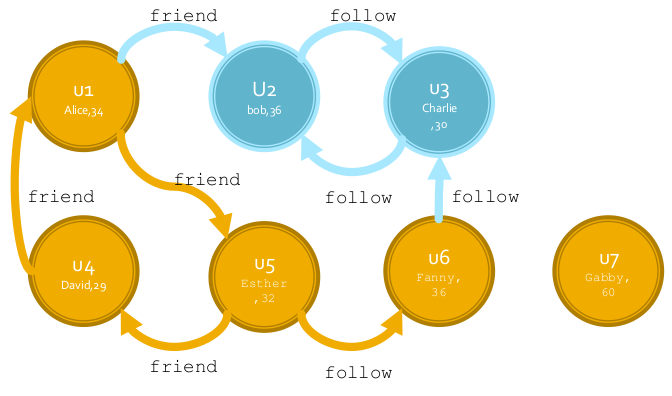 friend
follow
u1
Alice,34
U2
bob,36
u3
Charlie
,30
friend
friend
follow
follow
u4
David,29
u5
Esther
,32
u6
Fanny,
36
u7
Gabby,
60
friend
follow